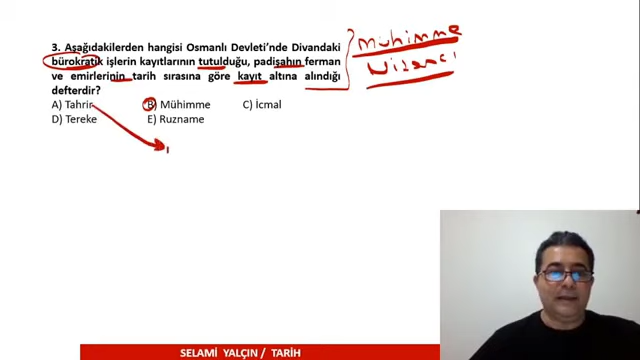 3. Aşağıdakilerden hangisi Osmanlı Devleti'nde Divandaki
bürokratik işlerin kayıtlarının tutulduğu, padişahın ferman
ve emirlerinin tarih sırasına göre kayıt altına alındığı
defterdir?
A) Tahrir B) Mühimme C) İcmal
D) Tereke E) Ruzname
Mühimme
Nişancı
SELAMİ YALÇIN / TARİH